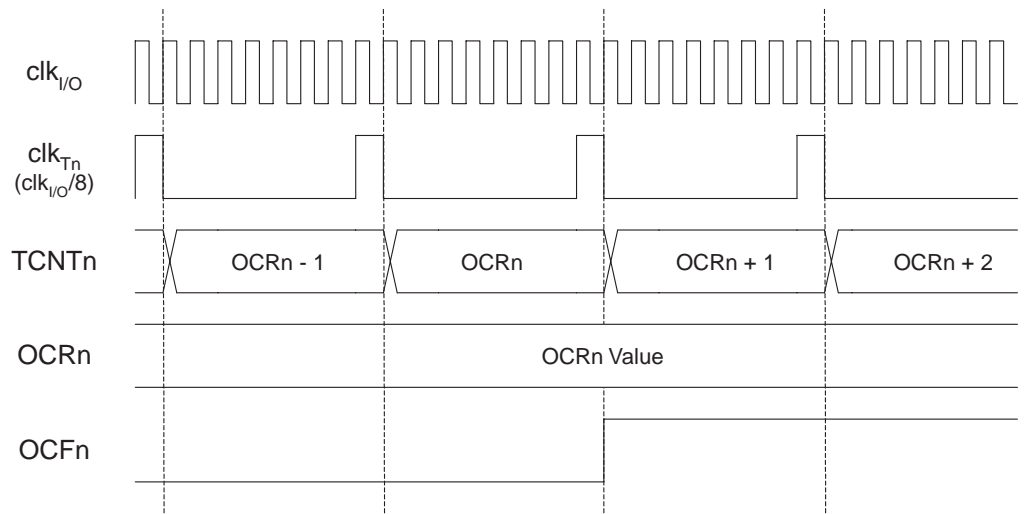 clkI/O
clkTn
(clkI/O/8)
TCNTn
OCRn - 1
OCRn
OCRn + 1
OCRn + 2
OCRn
OCRn Value
OCFn